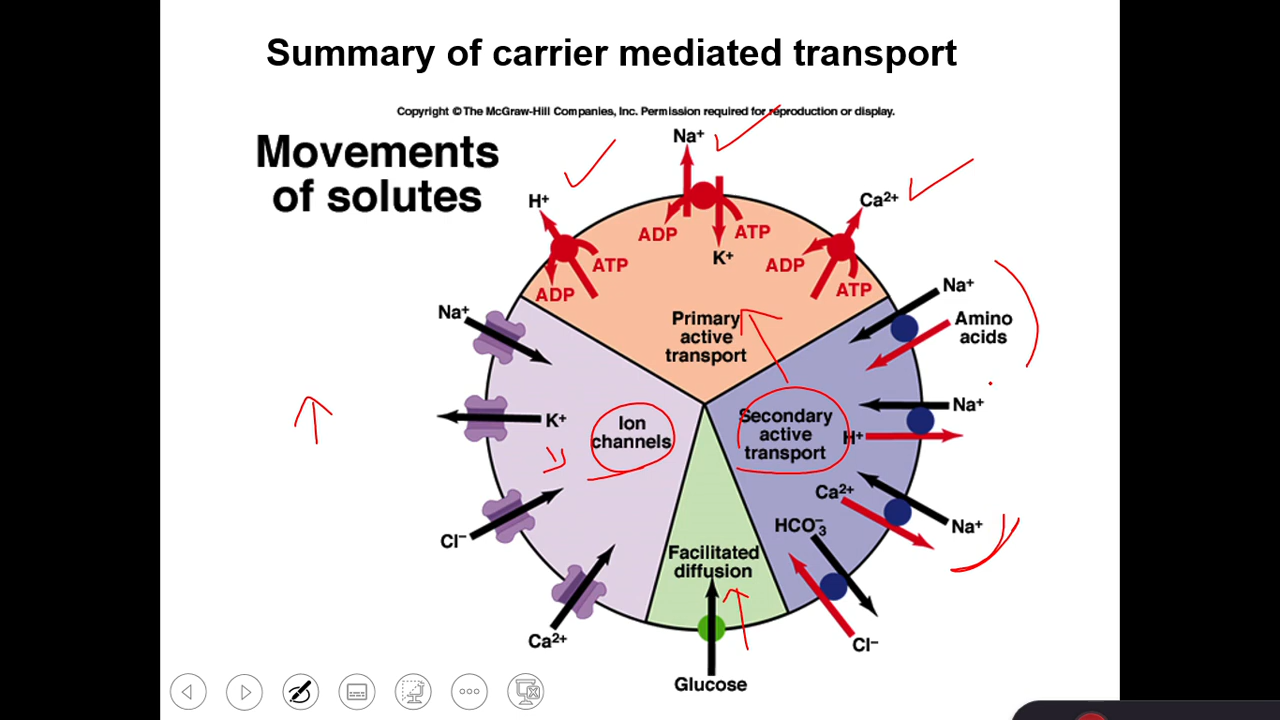 Summary of carrier mediated transport
Copyright © The McGraw-Hill Companies, Inc. Permission required for reproduction or display.
Movements
of solutes
Na⁺
H⁺
Ca²⁺
ADP
ATP
K⁺
ATP
ADP
ADP
ATP
Primary
active
transport
Na⁺
Na⁺
Amino
acids
K⁺
Ion
channels
Secondary
active
transport
Na⁺
H⁺
Ca²⁺
Na⁺
HCO₃⁻
Cl⁻
Facilitated
diffusion
Ca²⁺
Cl⁻
Glucose